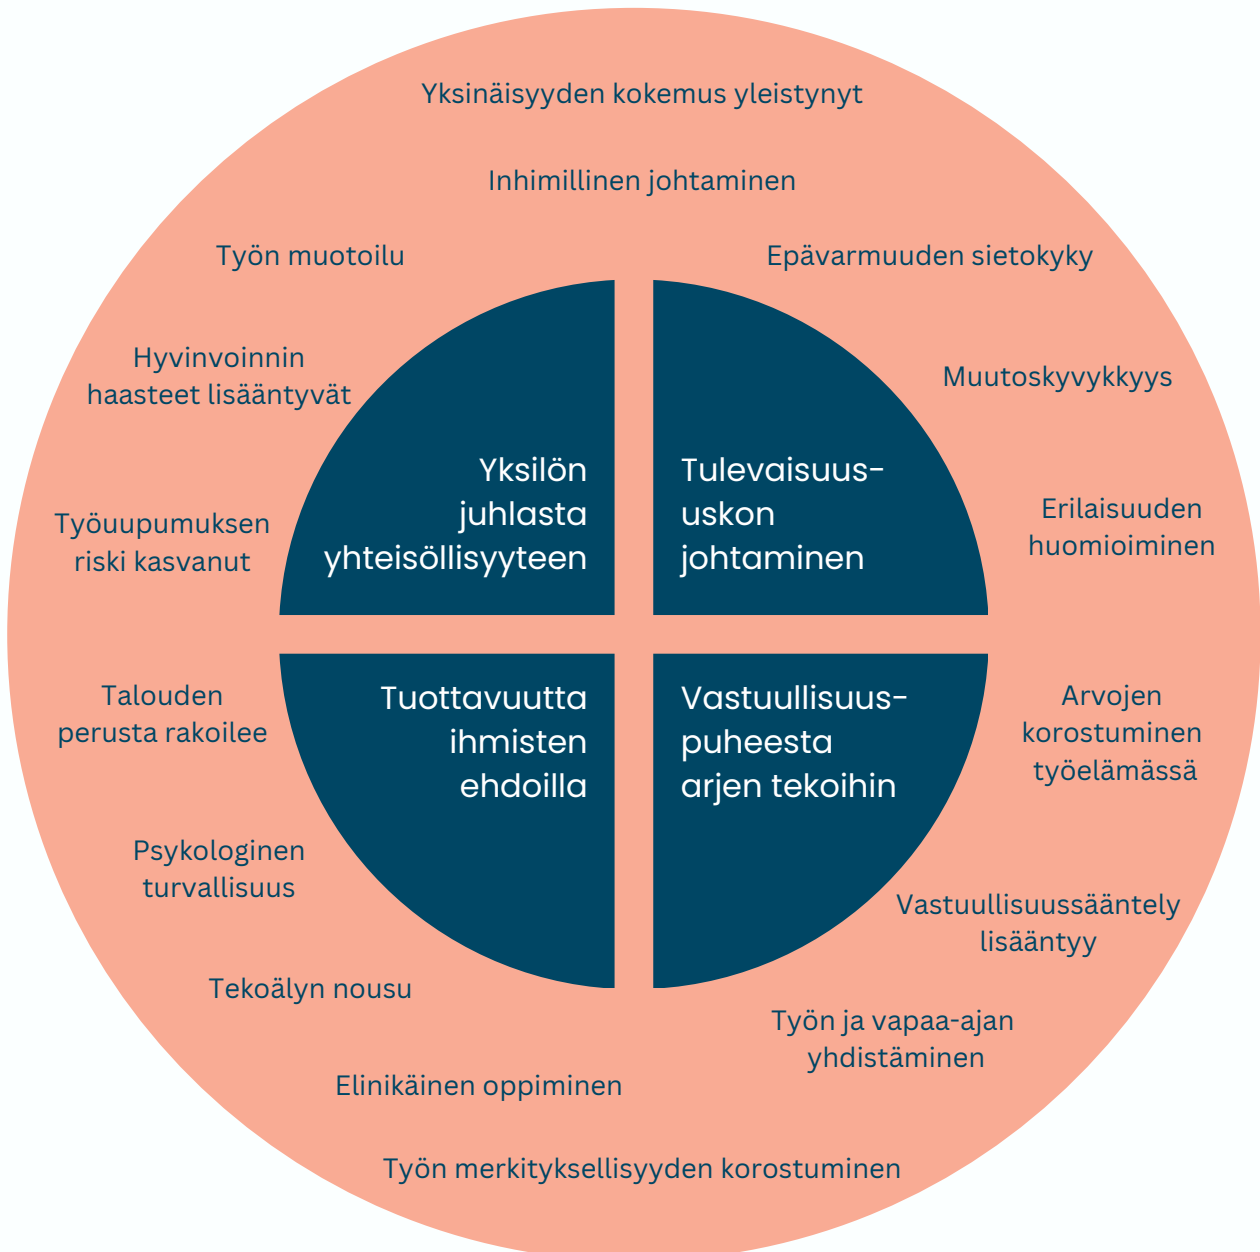 Yksinäisyyden kokemus yleistynyt
Inhimillinen johtaminen
Työn muotoilu
Epävarmuuden sietokyky
Hyvinvoinnin
haasteet lisääntyvät
Muutoskyvykkyys
Yksilön
juhlasta
yhteisöllisyyteen
Tulevaisuus-
uskon
johtaminen
Työuupumuksen
riski kasvanut
Erilaisuuden
huomioiminen
Talouden
perusta rakoilee
Tuottavuutta
ihmisten
ehdoilla
Vastuullisuus-
puheesta
arjen tekoihin
Arvojen
korostuminen
työelämässä
Psykologinen
turvallisuus
Vastuullisuussääntely
lisääntyy
Tekoälyn nousu
Työn ja vapaa-ajan
yhdistäminen
Elinikäinen oppiminen
Työn merkityksellisyyden korostuminen